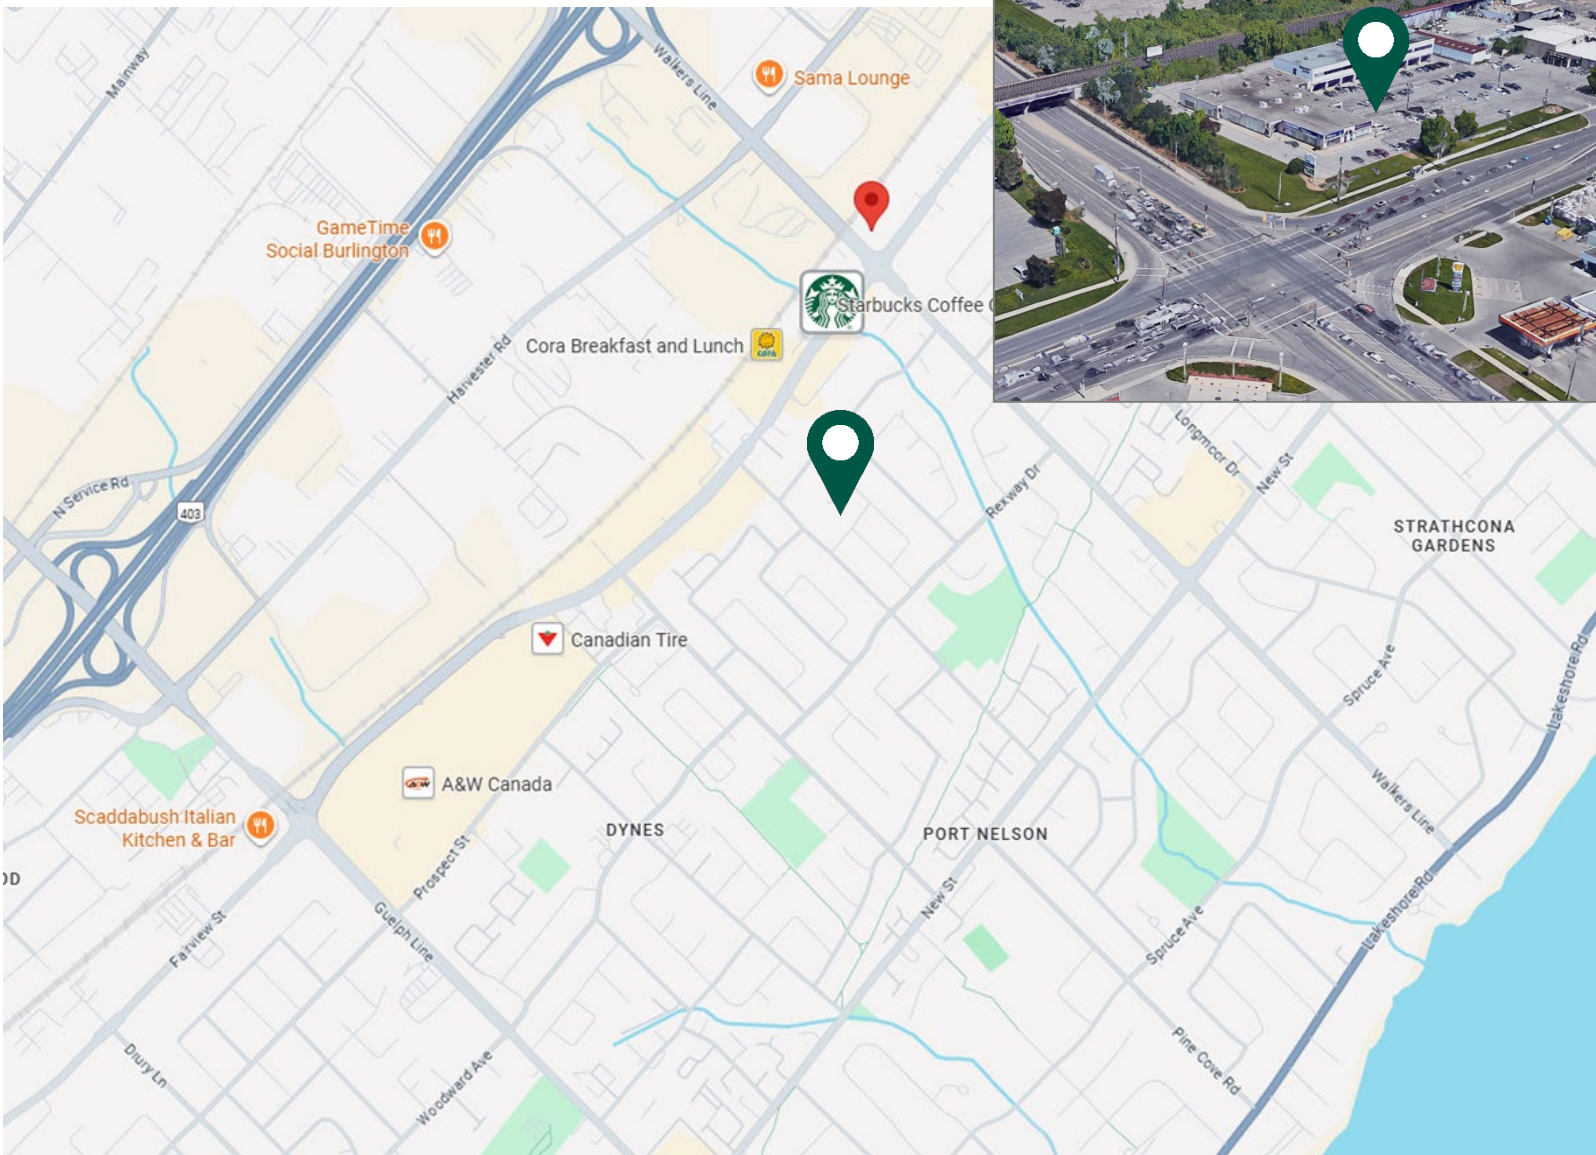 Mainway
Walkers Line
Sama Lounge
GameTime
Social Burlington
Starbucks Coffee
Cora Breakfast and Lunch
CORA
Harvester Rd
Longmoor Dr
New St
Rexway Dr
N Service Rd
403
STRATHCONA
GARDENS
Canadian Tire
Spruce Ave
Lakeshore Rd
A&W Canada
A&W
Scaddabush Italian
Kitchen & Bar
DYNES
PORT NELSON
Walkers Line
Prospect St
OD
New St
Guelph Line
Fairview St
Lakeshore Rd
Spruce Ave
Drury Ln
Woodward Ave
Pine Cove Rd